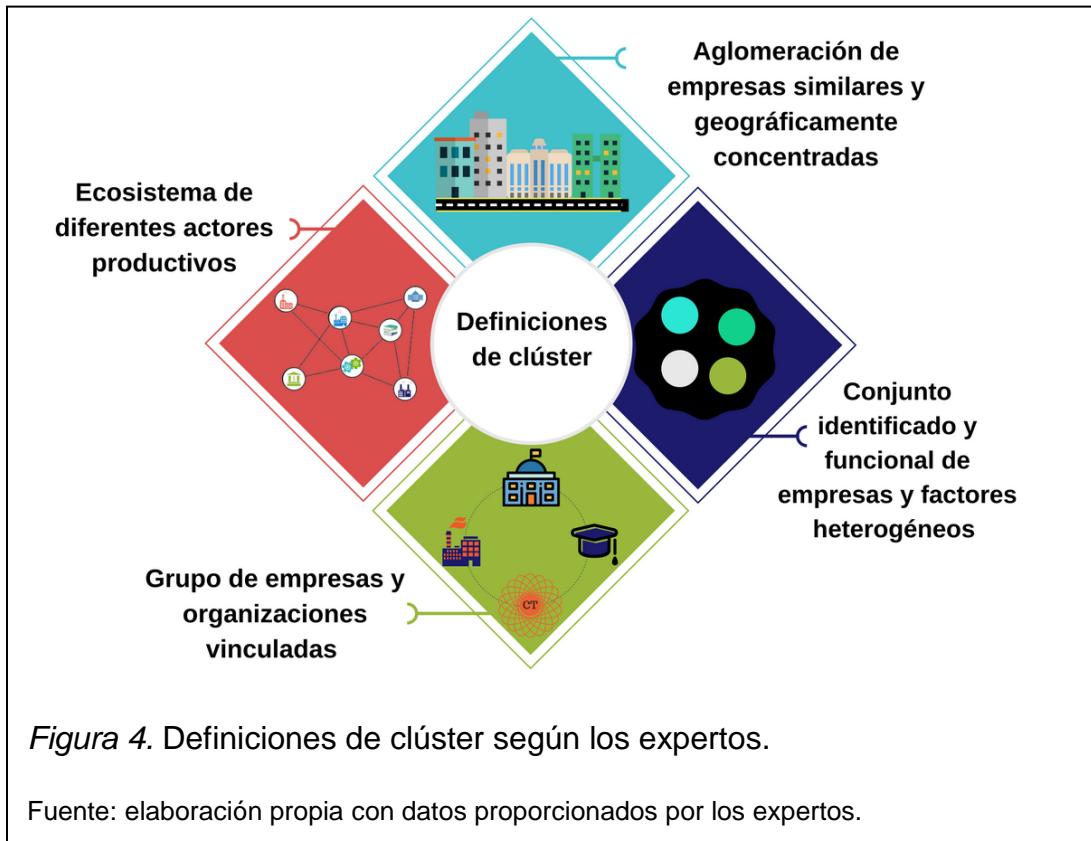 Aglomeración de
empresas similares y
geográficamente
concentradas
Ecosistema de
diferentes actores
productivos
Definiciones
de clúster
Conjunto
identificado y
funcional de
empresas y factores
heterogéneos
Grupo de empresas y
organizaciones
vinculadas
CT
Figura 4. Definiciones de clúster según los expertos.
Fuente: elaboración propia con datos proporcionados por los expertos.